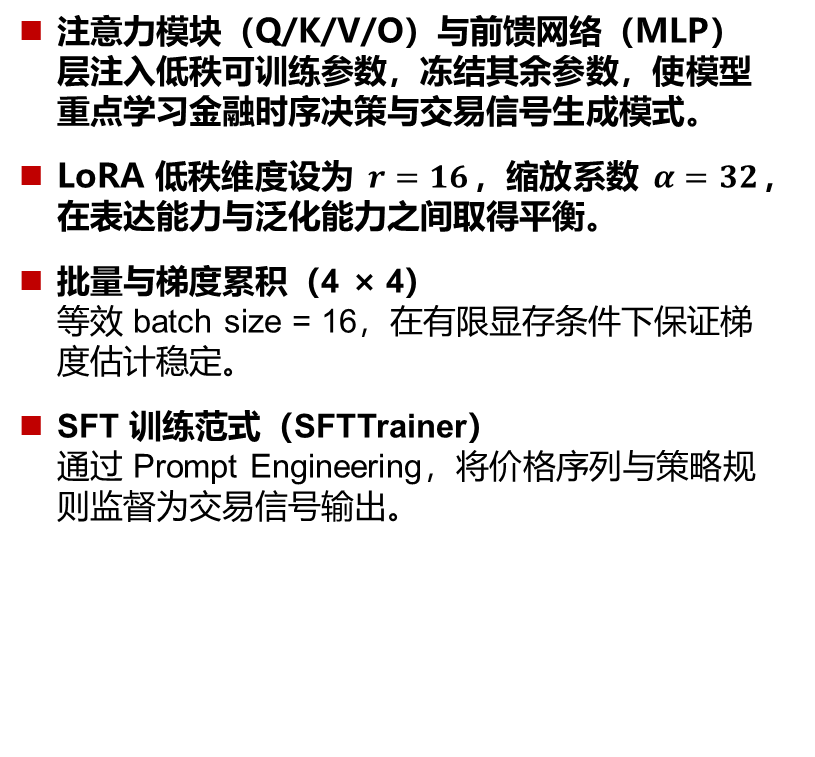 ■ 注意力模块（Q/K/V/O）与前馈网络（MLP）
层注入低秩可训练参数，冻结其余参数，使模型
重点学习金融时序决策与交易信号生成模式。
■ LoRA 低秩维度设为 r = 16，缩放系数 α = 32，
在表达能力与泛化能力之间取得平衡。
■ 批量与梯度累积（4 × 4）
等效 batch size = 16，在有限显存条件下保证梯
度估计稳定。
■ SFT 训练范式（SFTTrainer）
通过 Prompt Engineering，将价格序列与策略规
则监督为交易信号输出。